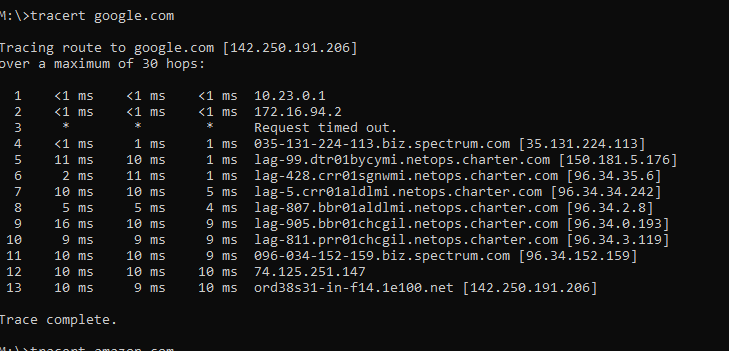 M:\>tracert google.com
Tracing route to google.com [142.250.191.206]
over a maximum of 30 hops:
1 <1 ms <1 ms <1 ms 10.23.0.1
2 <1 ms <1 ms <1 ms 172.16.94.2
3 * * * Request timed out.
4 <1 ms 1 ms 1 ms 035-131-224-113.biz.spectrum.com [35.131.224.113]
5 11 ms 10 ms 1 ms lag-99.dtr01bycymi.netops.charter.com [150.181.5.176]
6 2 ms 11 ms 1 ms lag-428.crr01sgnwmi.netops.charter.com [96.34.35.6]
7 10 ms 10 ms 5 ms lag-5.crr01aldlmi.netops.charter.com [96.34.34.242]
8 5 ms 5 ms 4 ms lag-807.bbr01aldlmi.netops.charter.com [96.34.2.8]
9 16 ms 10 ms 9 ms lag-905.bbr01chcgil.netops.charter.com [96.34.0.193]
10 9 ms 9 ms 9 ms lag-811.prr01chcgil.netops.charter.com [96.34.3.119]
11 10 ms 10 ms 9 ms 096-034-152-159.biz.spectrum.com [96.34.152.159]
12 10 ms 10 ms 10 ms 74.125.251.147
13 10 ms 9 ms 10 ms ord38s31-in-f14.1e100.net [142.250.191.206]
Trace complete.
M:\>tracert amazon.com